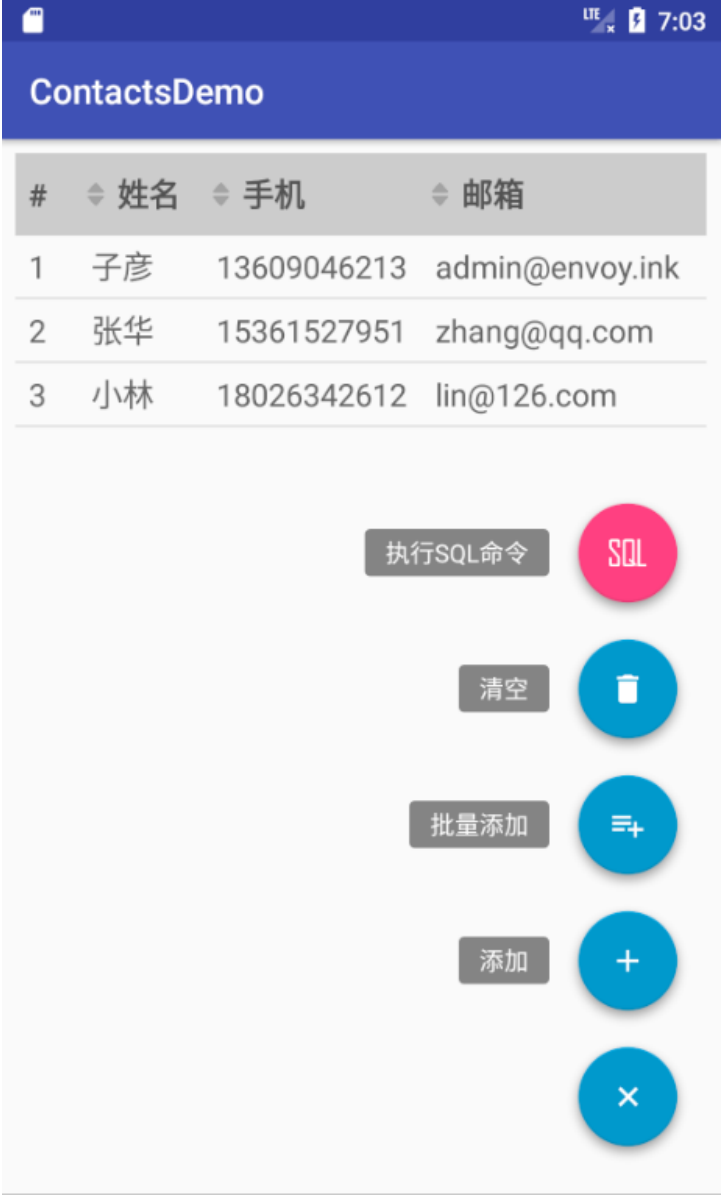 LTE 7:03
ContactsDemo
# 姓名 手机 邮箱
1 子彦 13609046213 admin@envoy.ink
2 张华 15361527951 zhang@qq.com
3 小林 18026342612 lin@126.com
执行SQL命令 SQL
清空
批量添加
添加